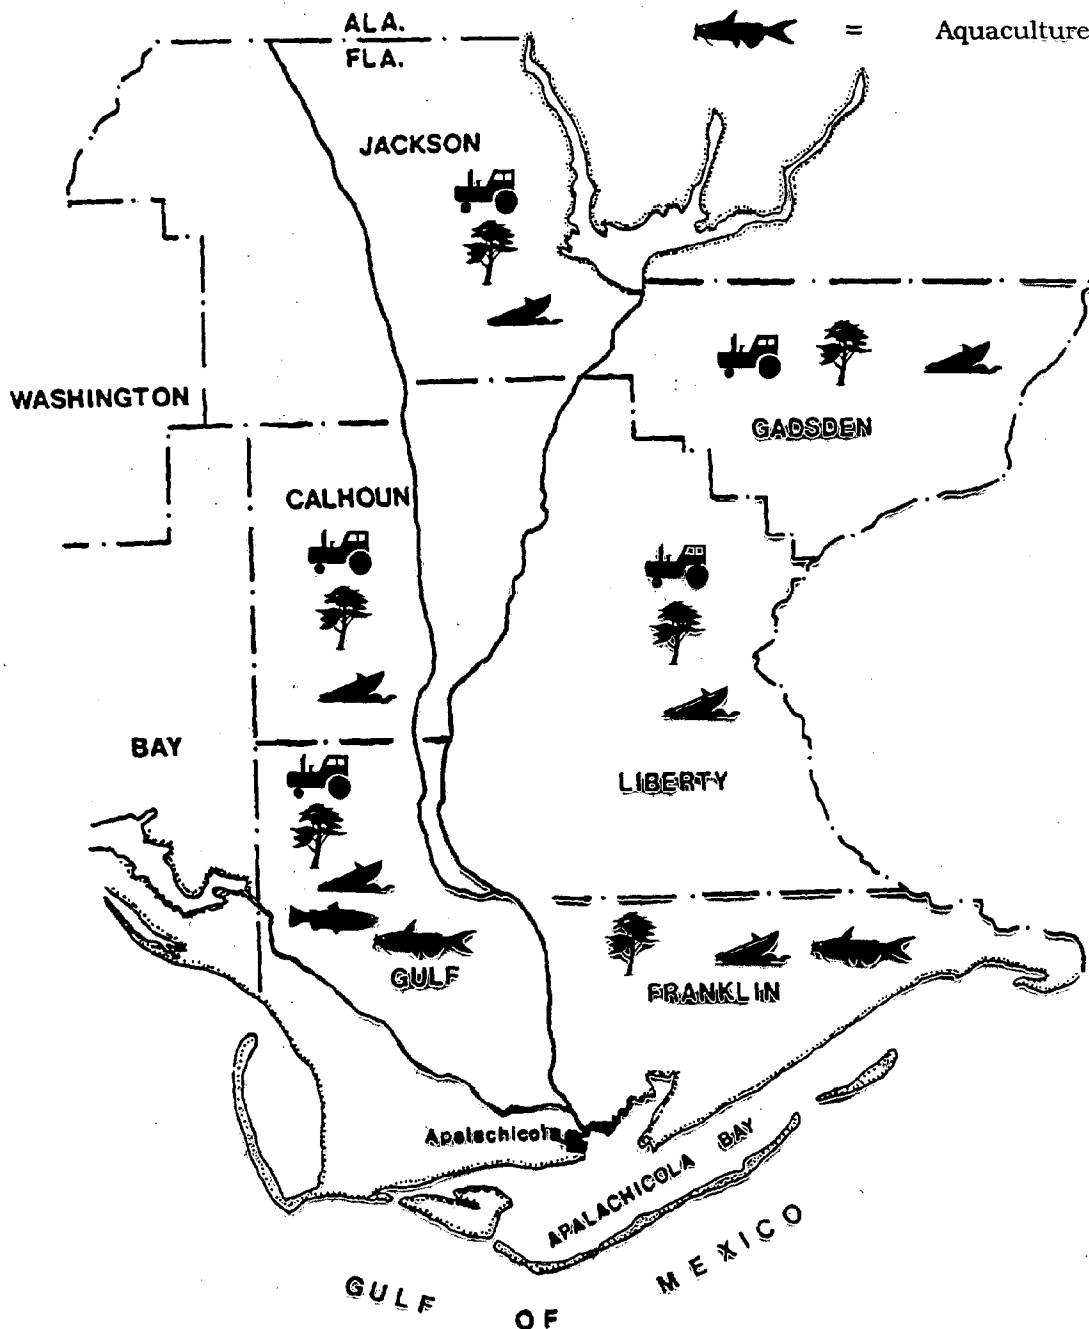 ALA.
FLA.
= Aquaculture
JACKSON
WASHINGTON
GADSDEN
CALHOUN
BAY
LIBERTY
GULF
FRANKLIN
Apalachicola
APALACHICOLA BAY
GULF OF MEXICO